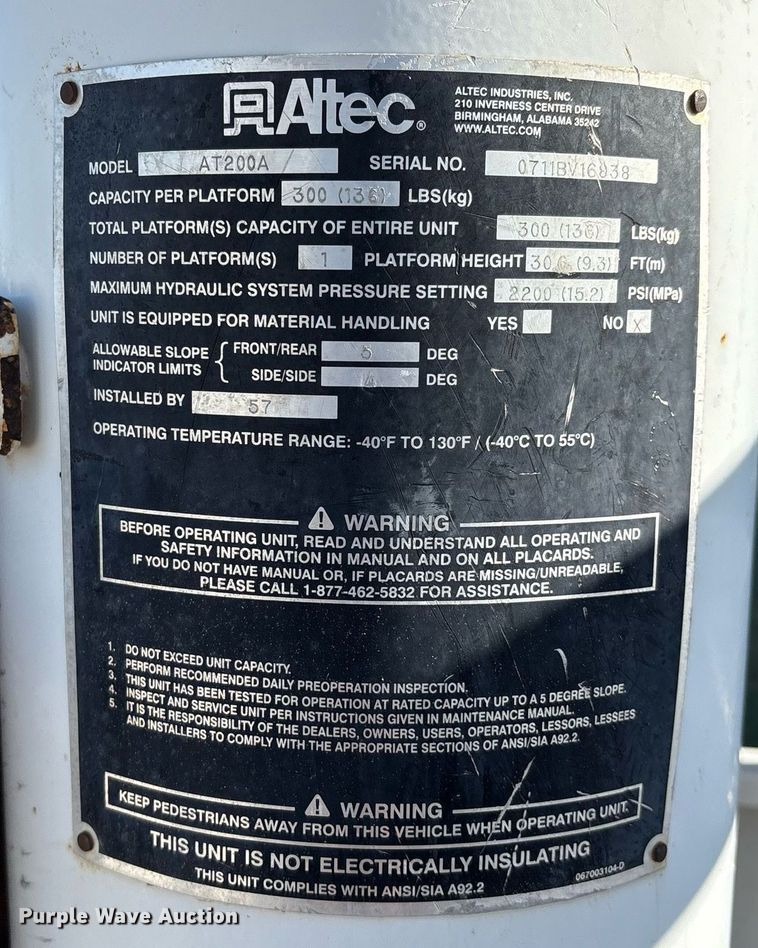 Altec®
ALTEC INDUSTRIES, INC.
210 INVERNESS CENTER DRIVE
BIRMINGHAM, ALABAMA 35242
WWW.ALTEC.COM
MODEL AT200A SERIAL NO. 0711BV16938
CAPACITY PER PLATFORM 300 (136) LBS(kg)
TOTAL PLATFORM(S) CAPACITY OF ENTIRE UNIT 300 (136) LBS(kg)
NUMBER OF PLATFORM(S) 1 PLATFORM HEIGHT 30.6 (9.3) FT(m)
MAXIMUM HYDRAULIC SYSTEM PRESSURE SETTING 2200 (15.2) PSI(MPa)
UNIT IS EQUIPPED FOR MATERIAL HANDLING YES NO X
ALLOWABLE SLOPE INDICATOR LIMITS { FRONT/REAR 5 DEG
SIDE/SIDE 4 DEG
INSTALLED BY 57
OPERATING TEMPERATURE RANGE: -40°F TO 130°F / (-40°C TO 55°C)
⚠ WARNING
BEFORE OPERATING UNIT, READ AND UNDERSTAND ALL OPERATING AND
SAFETY INFORMATION IN MANUAL AND ON ALL PLACARDS.
IF YOU DO NOT HAVE MANUAL OR, IF PLACARDS ARE MISSING/UNREADABLE,
PLEASE CALL 1-877-462-5832 FOR ASSISTANCE.
1. DO NOT EXCEED UNIT CAPACITY.
2. PERFORM RECOMMENDED DAILY PREOPERATION INSPECTION.
3. THIS UNIT HAS BEEN TESTED FOR OPERATION AT RATED CAPACITY UP TO A 5 DEGREE SLOPE.
4. INSPECT AND SERVICE UNIT PER INSTRUCTIONS GIVEN IN MAINTENANCE MANUAL.
5. IT IS THE RESPONSIBILITY OF THE DEALERS, OWNERS, USERS, OPERATORS, LESSORS, LESSEES
AND INSTALLERS TO COMPLY WITH THE APPROPRIATE SECTIONS OF ANSI/SIA A92.2.
⚠ WARNING
KEEP PEDESTRIANS AWAY FROM THIS VEHICLE WHEN OPERATING UNIT.
THIS UNIT IS NOT ELECTRICALLY INSULATING
THIS UNIT COMPLIES WITH ANSI/SIA A92.2
067003104-D
Purple Wave Auction